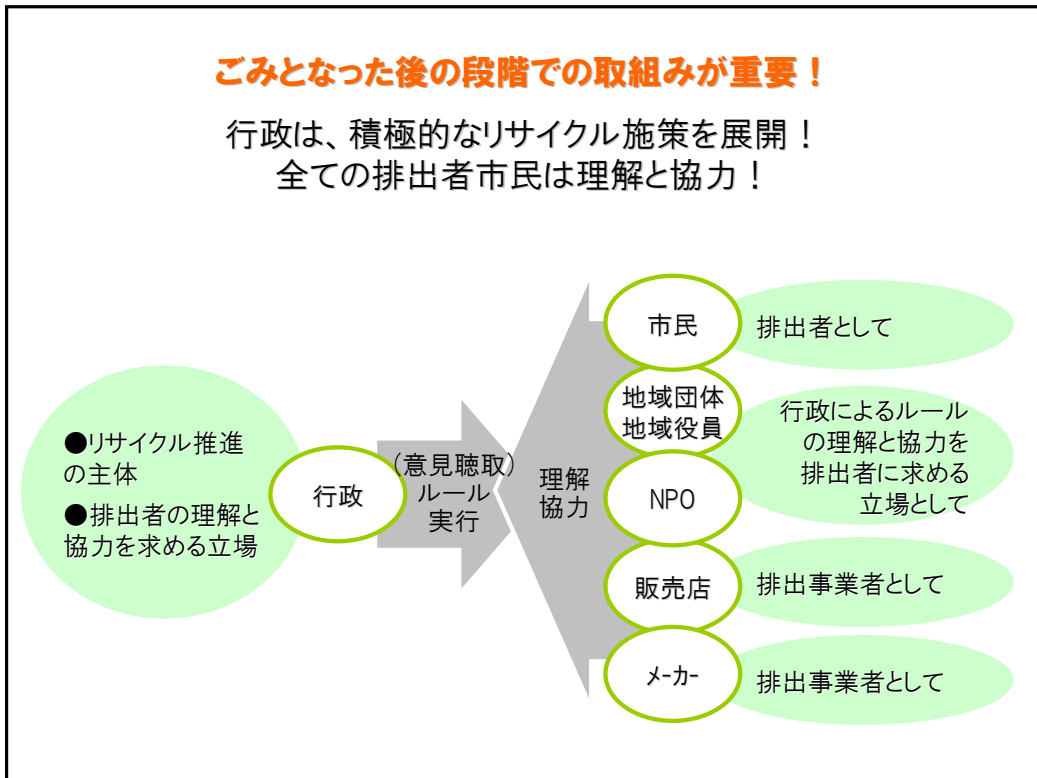 ごみとなった後の段階での取組みが重要！
行政は、積極的なリサイクル施策を展開！
全ての排出者市民は理解と協力！
●リサイクル推進
の主体
●排出者の理解と
協力を求める立場
行政
（意見聴取）
ルール
実行
理解
協力
市民
排出者として
地域団体
地域役員
NPO
行政によるルール
の理解と協力を
排出者に求める
立場として
販売店
排出事業者として
ﾒｰｶｰ
排出事業者として